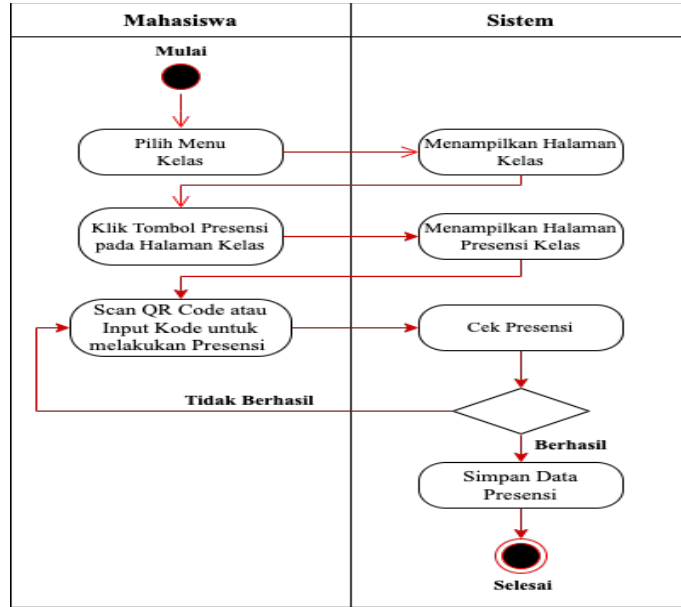 Mahasiswa
Sistem
Mulai
Pilih Menu
Kelas
Menampilkan Halaman
Kelas
Klik Tombol Presensi
pada Halaman Kelas
Menampilkan Halaman
Presensi Kelas
Scan QR Code atau
Input Kode untuk
melakukan Presensi
Cek Presensi
Tidak Berhasil
Berhasil
Simpan Data
Presensi
Selesai